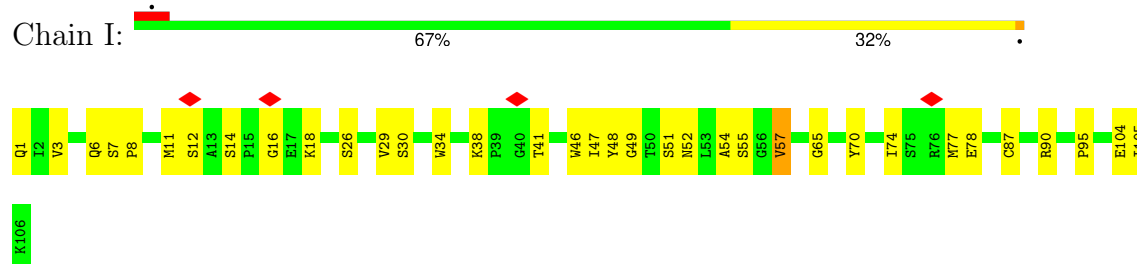 Chain I:
67% 32% •
Q1 I2 V3 Q6 S7 P8 M11 S12 A13 S14 P15 G16 E17 K18 S26 V29 S30 W34 K38 P39 G40 T41 W46 I47 Y48 G49 T50 S51 N52 L53 A54 S55 G56 V57 G65 Y70 I74 S75 R76 M77 E78 C87 R90 P95 E104
K106